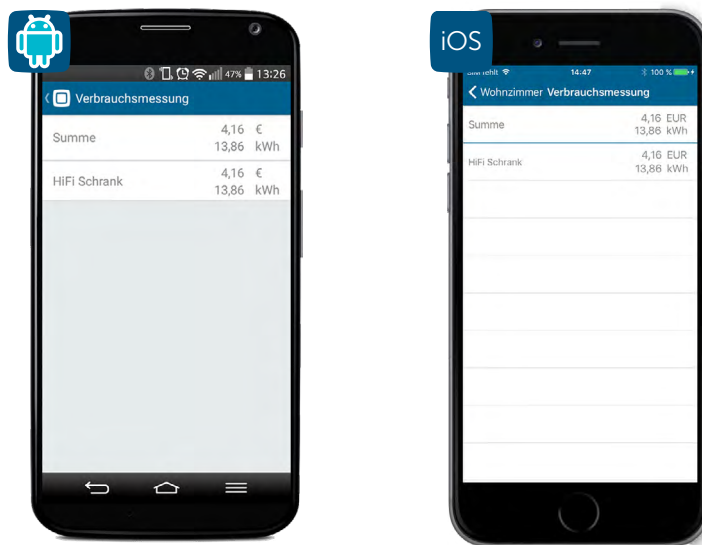 47% 13:26
Verbrauchsmessung
Summe
4,16 €
13,86 kWh
HiFi Schrank
4,16 €
13,86 kWh
iOS
SIM fehlt 14:47 100 %
Wohnzimmer Verbrauchsmessung
Summe
4,16 EUR
13,86 kWh
HiFi Schrank
4,16 EUR
13,86 kWh